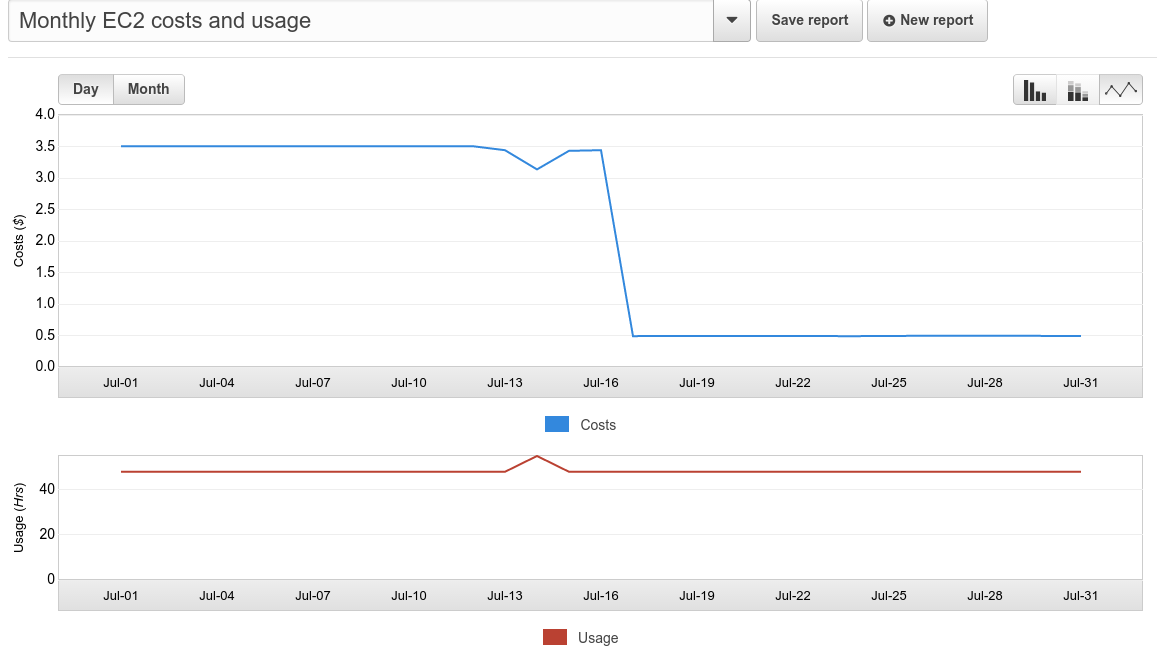 Monthly EC2 costs and usage
Save report
New report
Day Month
4.0
3.5
3.0
2.5
2.0
1.5
1.0
0.5
0.0
Costs ($)
Jul-01 Jul-04 Jul-07 Jul-10 Jul-13 Jul-16 Jul-19 Jul-22 Jul-25 Jul-28 Jul-31
Costs
40
20
0
Usage (Hrs)
Jul-01 Jul-04 Jul-07 Jul-10 Jul-13 Jul-16 Jul-19 Jul-22 Jul-25 Jul-28 Jul-31
Usage